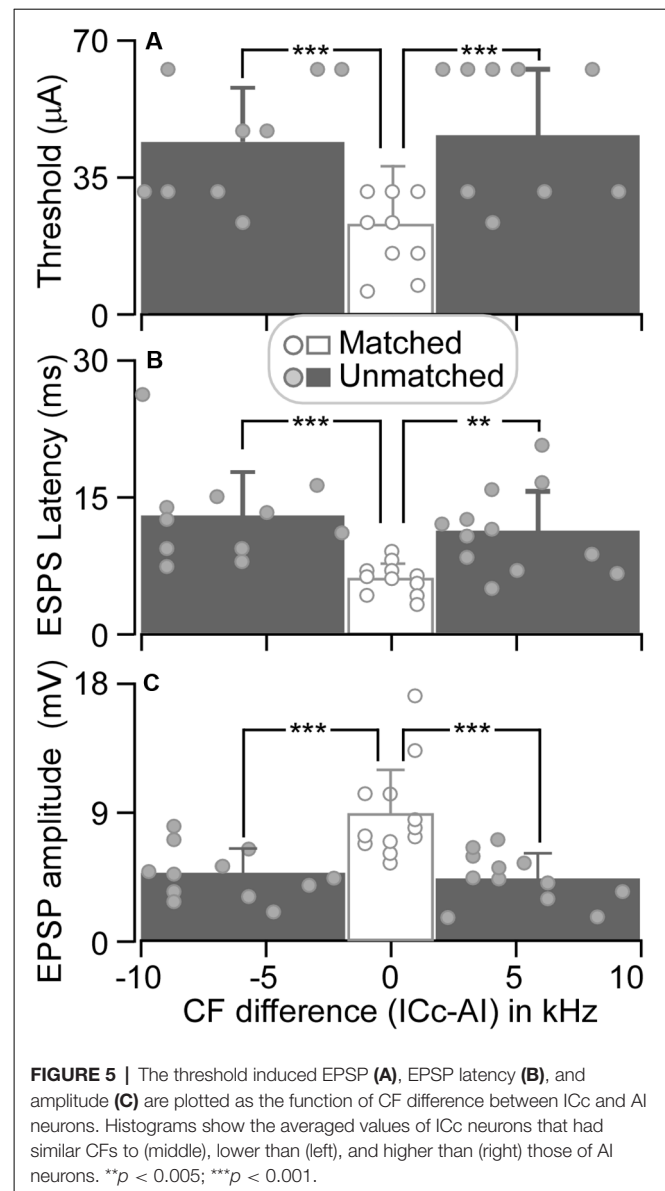 A
70
35
0
Threshold (μA)
*** ***
Matched
Unmatched
B
30
15
0
ESPS Latency (ms)
*** **
C
18
9
0
EPSP amplitude (mV)
*** ***
-10 -5 0 5 10
CF difference (ICc-AI) in kHz
FIGURE 5 | The threshold induced EPSP (A), EPSP latency (B), and
amplitude (C) are plotted as the function of CF difference between ICc and AI
neurons. Histograms show the averaged values of ICc neurons that had
similar CFs to (middle), lower than (left), and higher than (right) those of AI
neurons. **p < 0.005; ***p < 0.001.